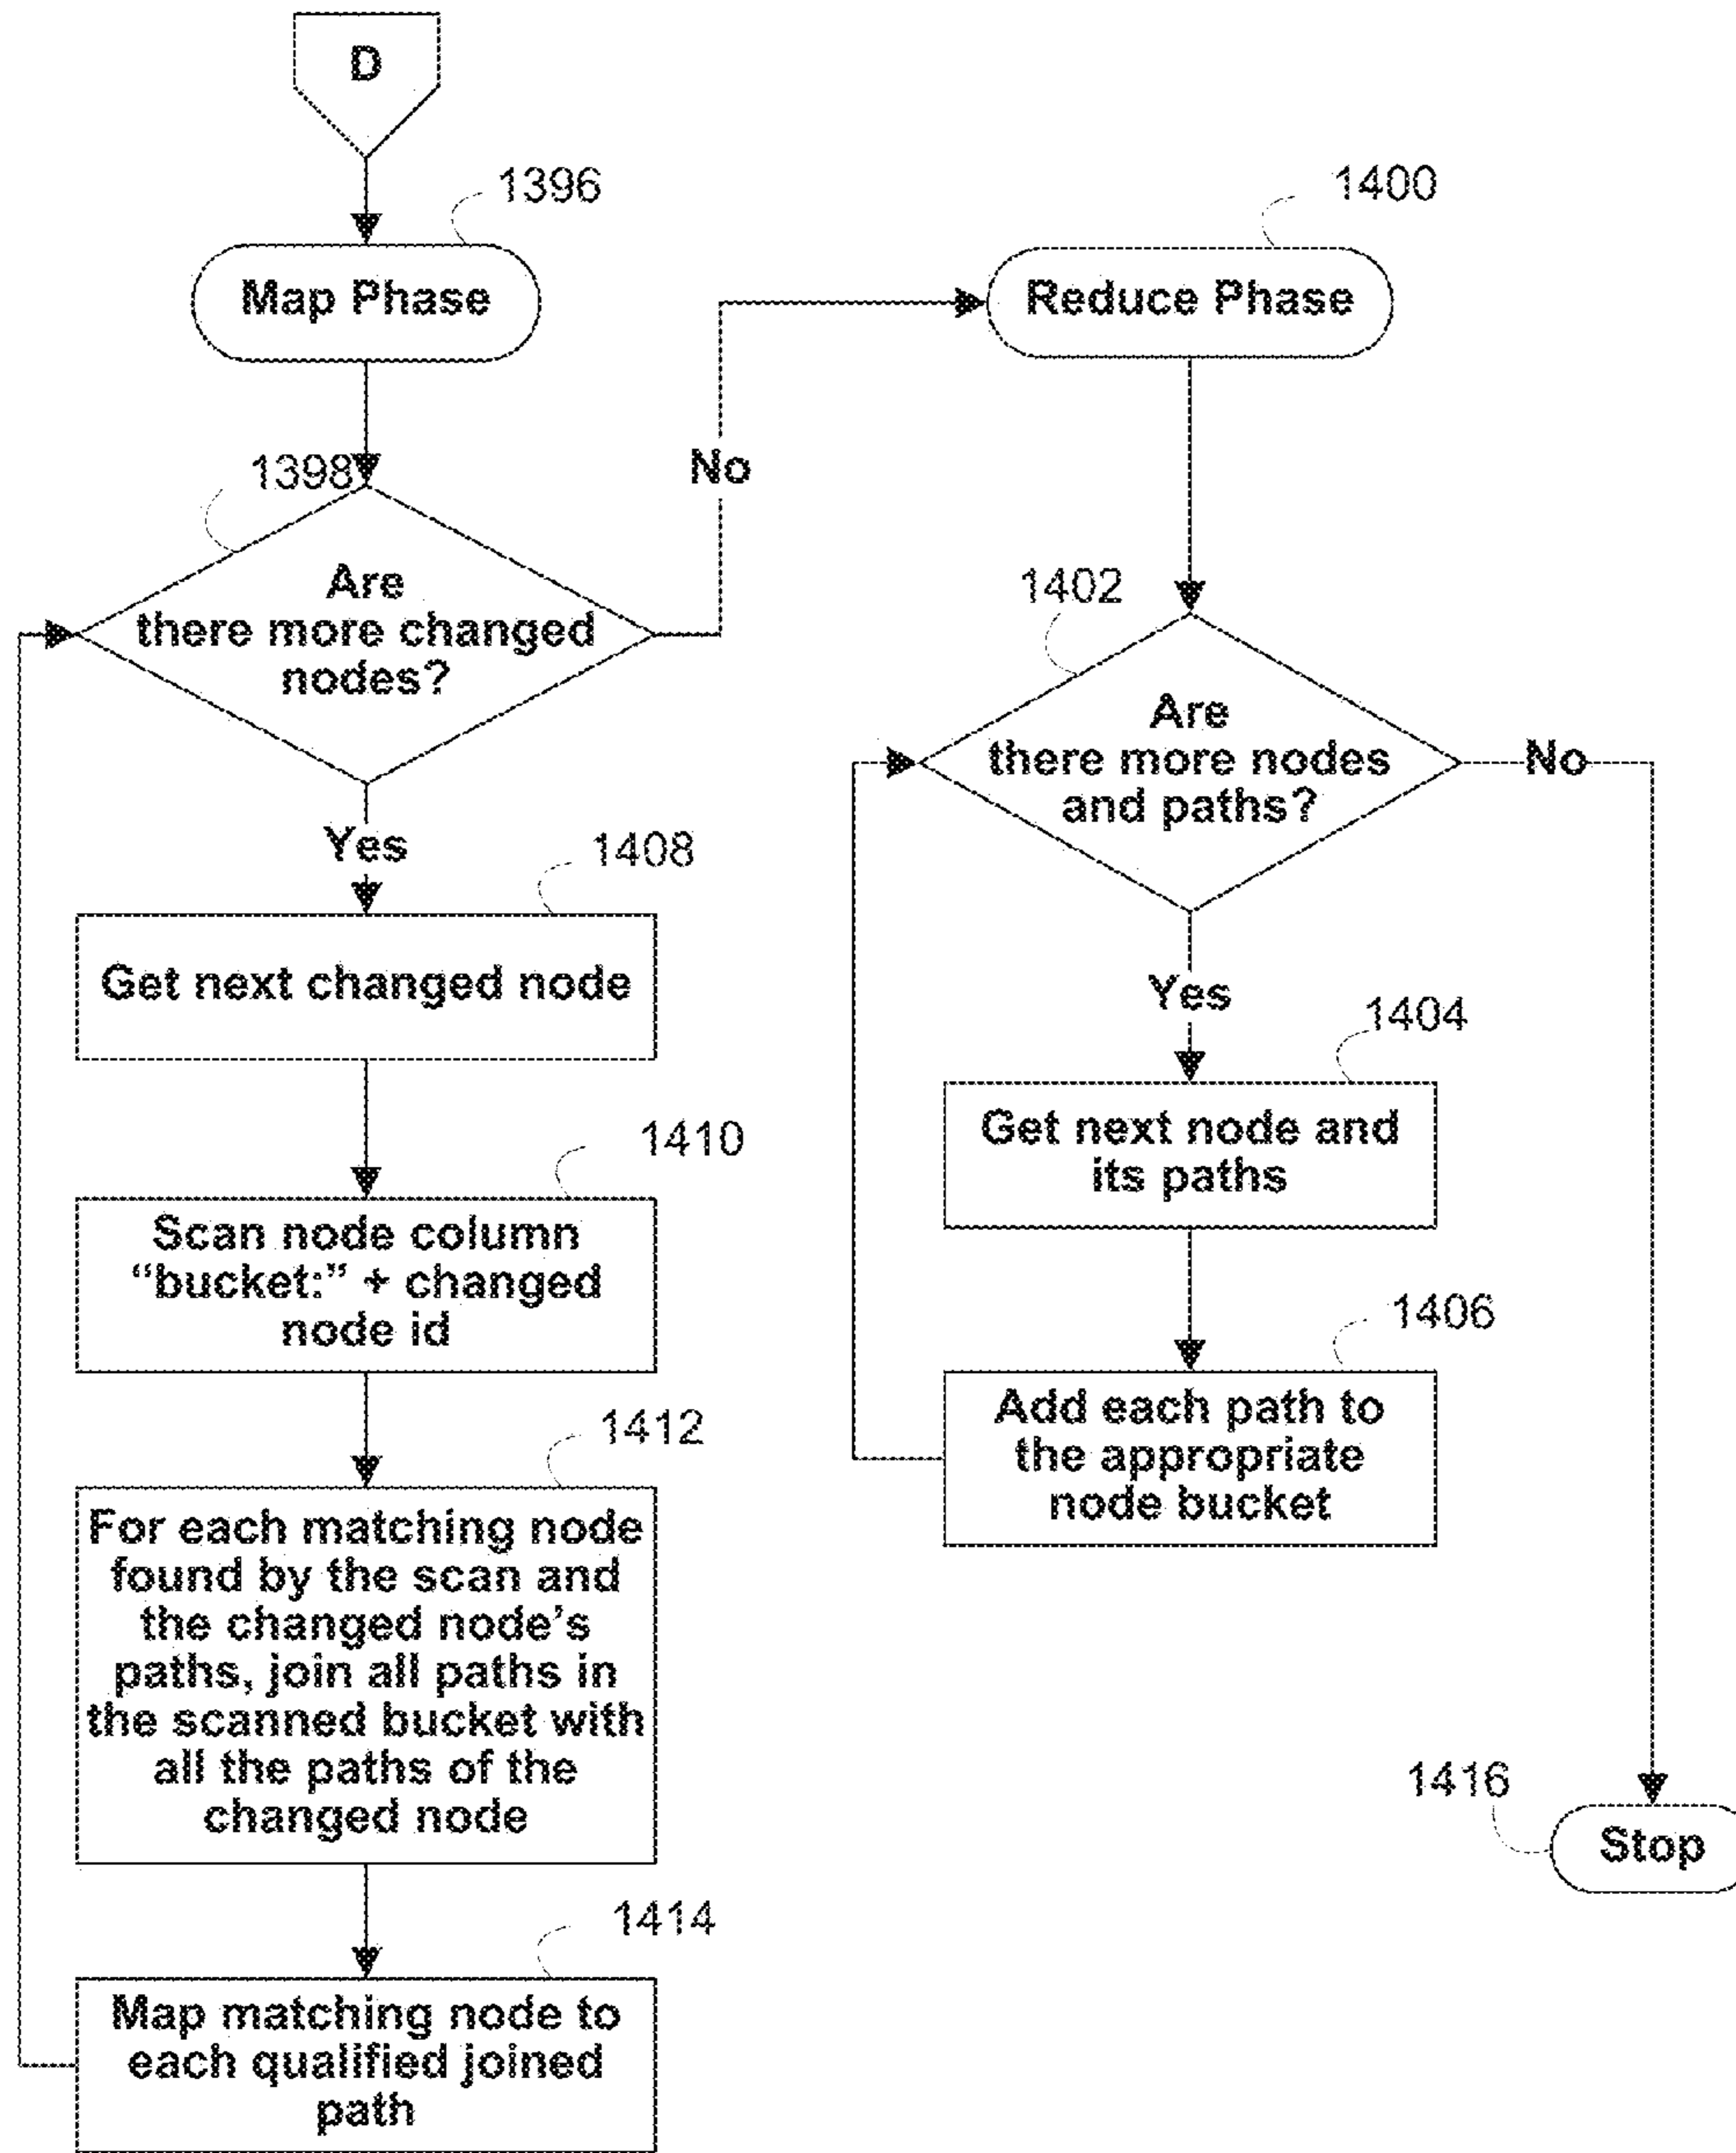 D
1396
Map Phase
1398
Are
there more changed
nodes?
No
Yes
1408
Get next changed node
1410
Scan node column
“bucket:” + changed
node id
1412
For each matching node
found by the scan and
the changed node’s
paths, join all paths in
the scanned bucket with
all the paths of the
changed node
1414
Map matching node to
each qualified joined
path
1400
Reduce Phase
1402
Are
there more nodes
and paths?
No
Yes
1404
Get next node and
its paths
1406
Add each path to
the appropriate
node bucket
1416
Stop